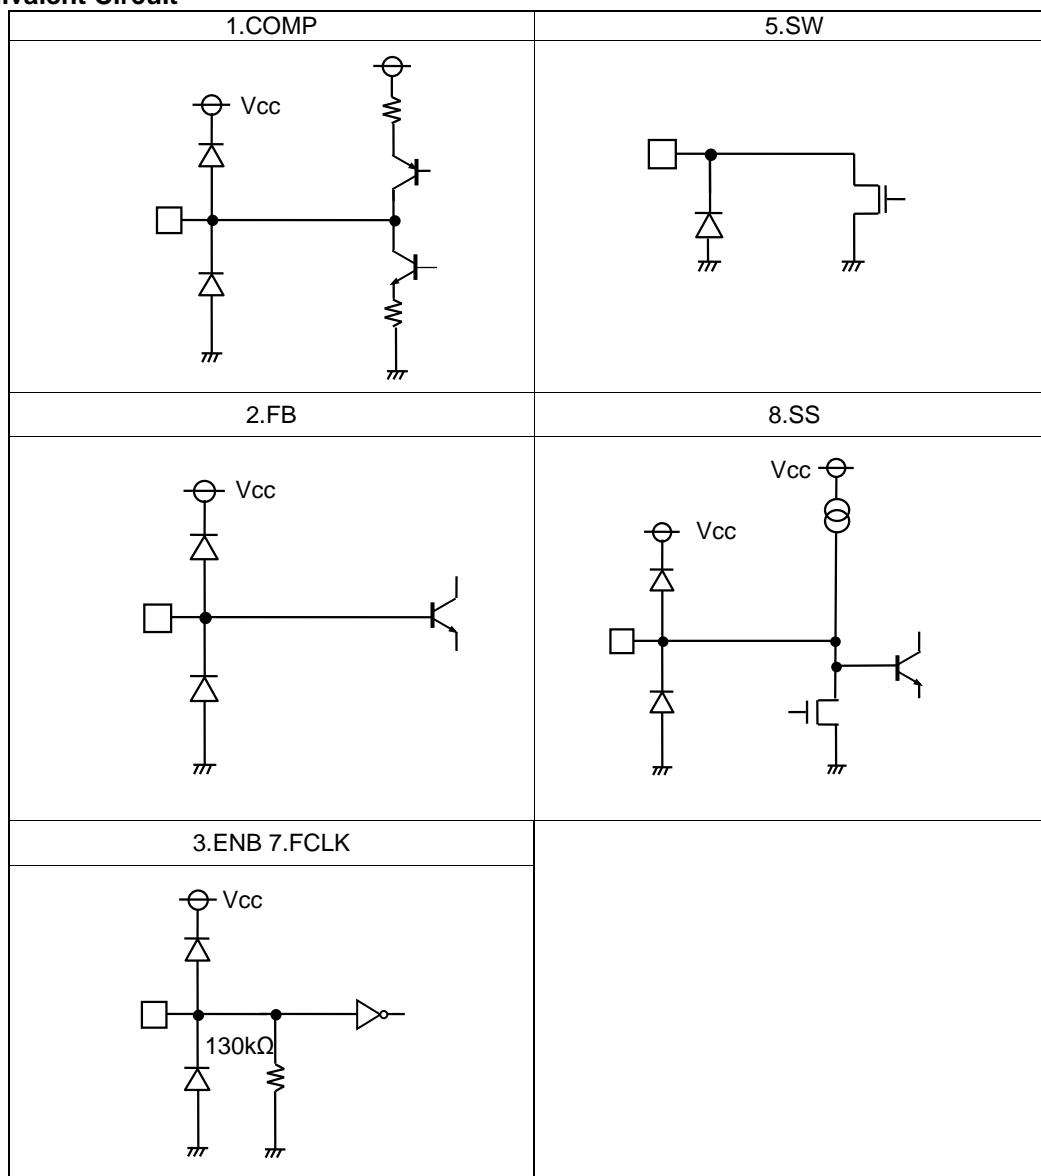 ivalent Circuit
1.COMP
5.SW
Vcc
2.FB
8.SS
Vcc
Vcc
Vcc
3.ENB 7.FCLK
Vcc
130kΩ